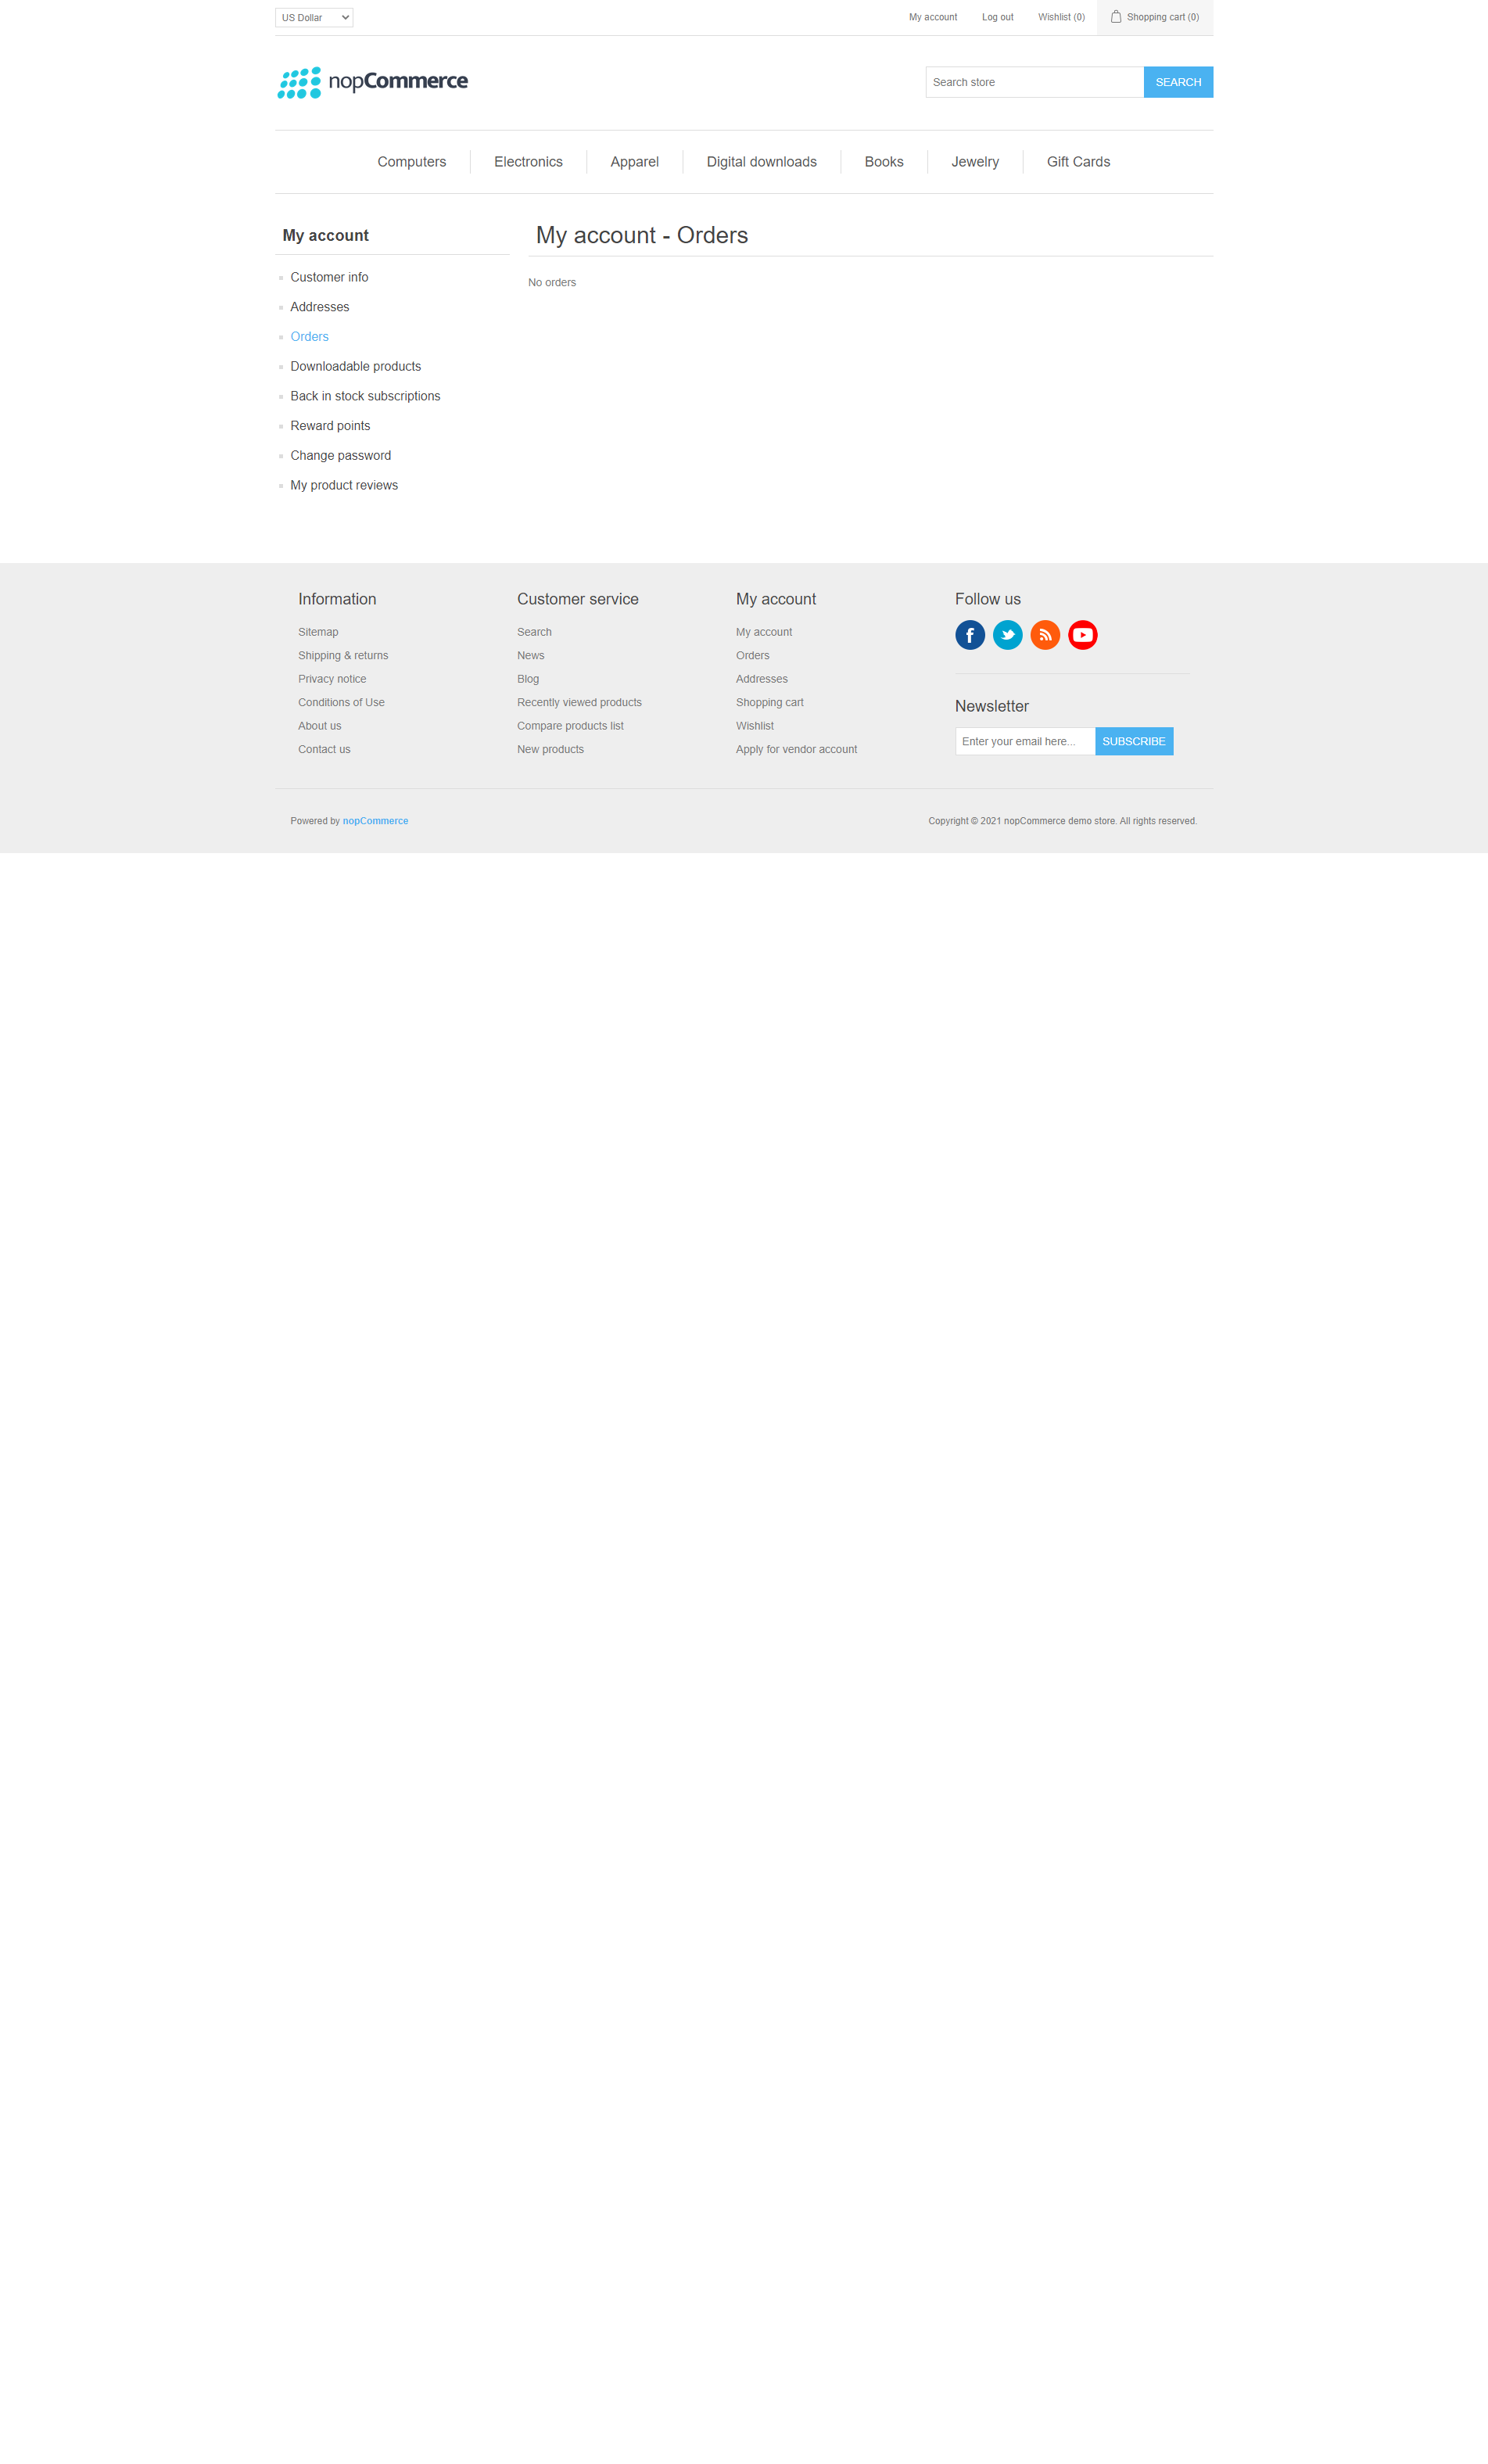 US Dollar
My account
Log out
Wishlist (0)
Shopping cart (0)
nopCommerce
Search store
SEARCH
Computers
Electronics
Apparel
Digital downloads
Books
Jewelry
Gift Cards
My account
Customer info
Addresses
Orders
Downloadable products
Back in stock subscriptions
Reward points
Change password
My product reviews
My account - Orders
No orders
Information
Sitemap
Shipping & returns
Privacy notice
Conditions of Use
About us
Contact us
Customer service
Search
News
Blog
Recently viewed products
Compare products list
New products
My account
My account
Orders
Addresses
Shopping cart
Wishlist
Apply for vendor account
Follow us
Newsletter
Enter your email here...
SUBSCRIBE
Powered by nopCommerce
Copyright © 2021 nopCommerce demo store. All rights reserved.